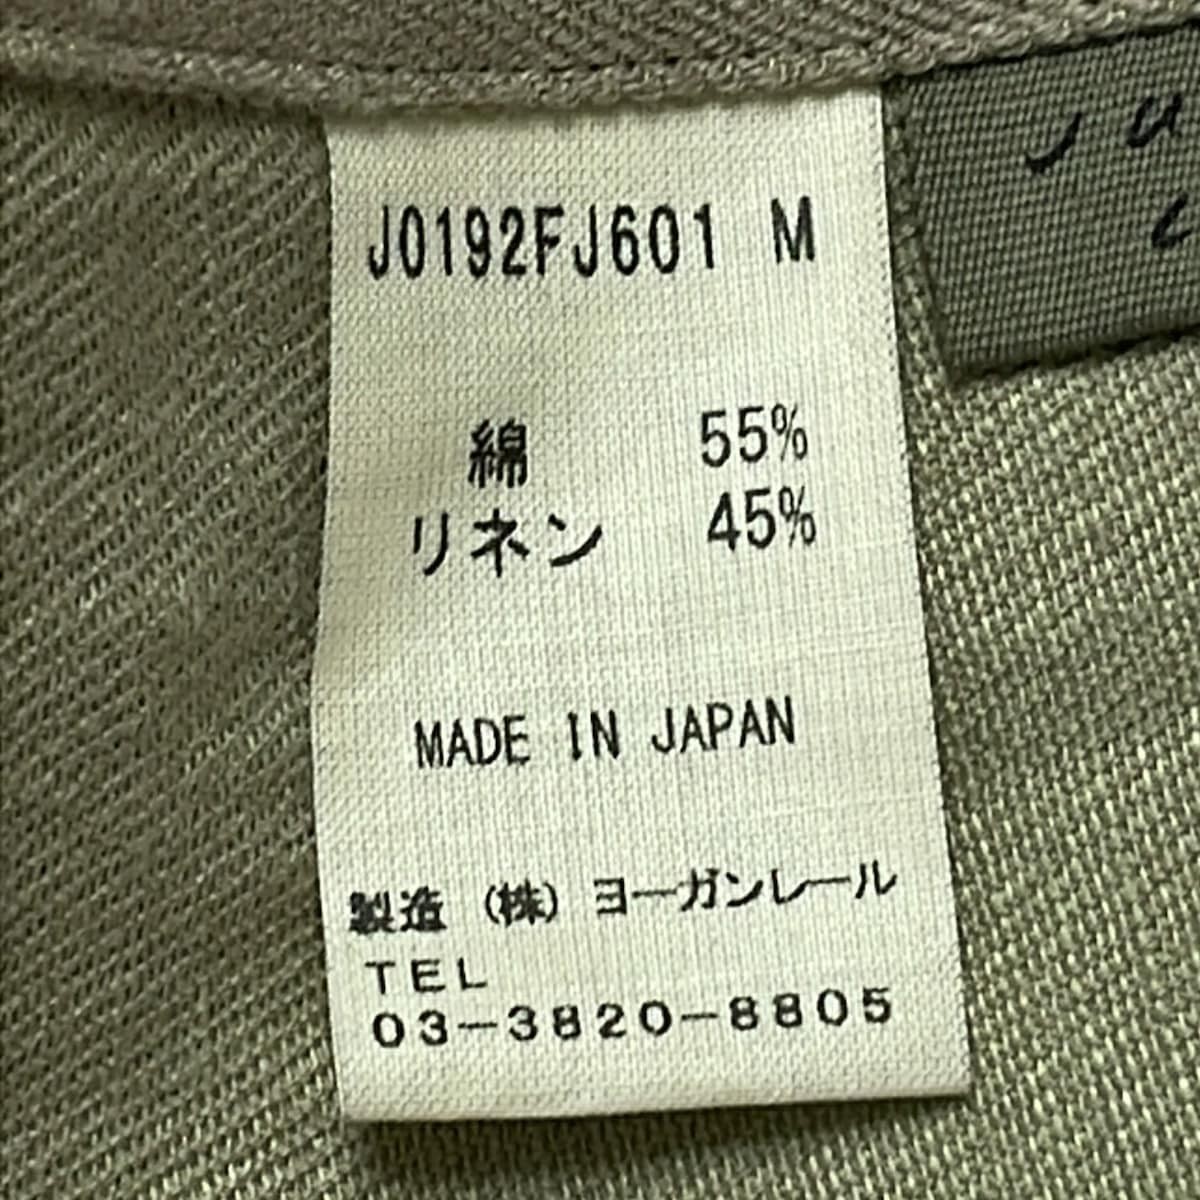 J0192FJ601 M
綿 55%
リネン 45%
MADE IN JAPAN
製造 (株) ヨーガンレール
TEL
03-3820-8805